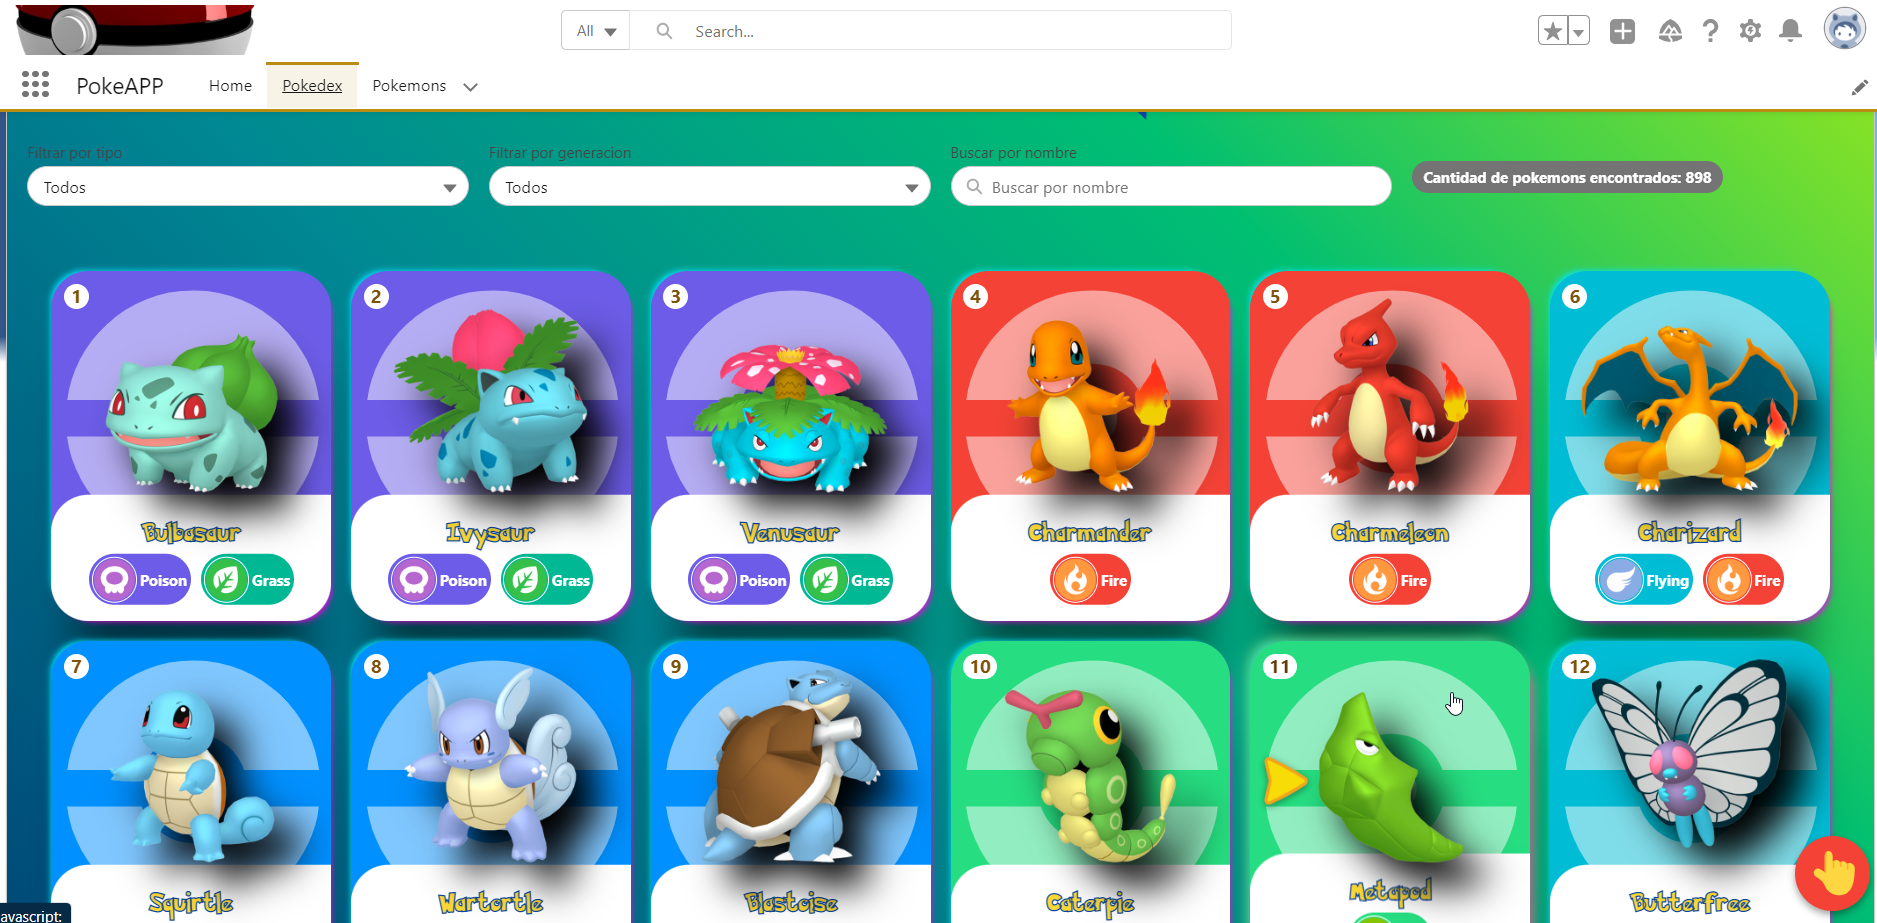 All
Search...
PokeAPP
Home
Pokedex
Pokemons
Filtrar por tipo
Filtrar por generacion
Buscar por nombre
Todos
Todos
Buscar por nombre
Cantidad de pokemons encontrados: 898
1
2
3
4
5
6
Bulbasaur
Ivysaur
Venusaur
Charmander
Charmeleon
Charizard
Poison
Grass
Poison
Grass
Poison
Grass
Fire
Fire
Flying
Fire
7
8
9
10
11
12
Squirtle
Wartortle
Blastoise
Caterpie
Metapod
Butterfree
avascript: